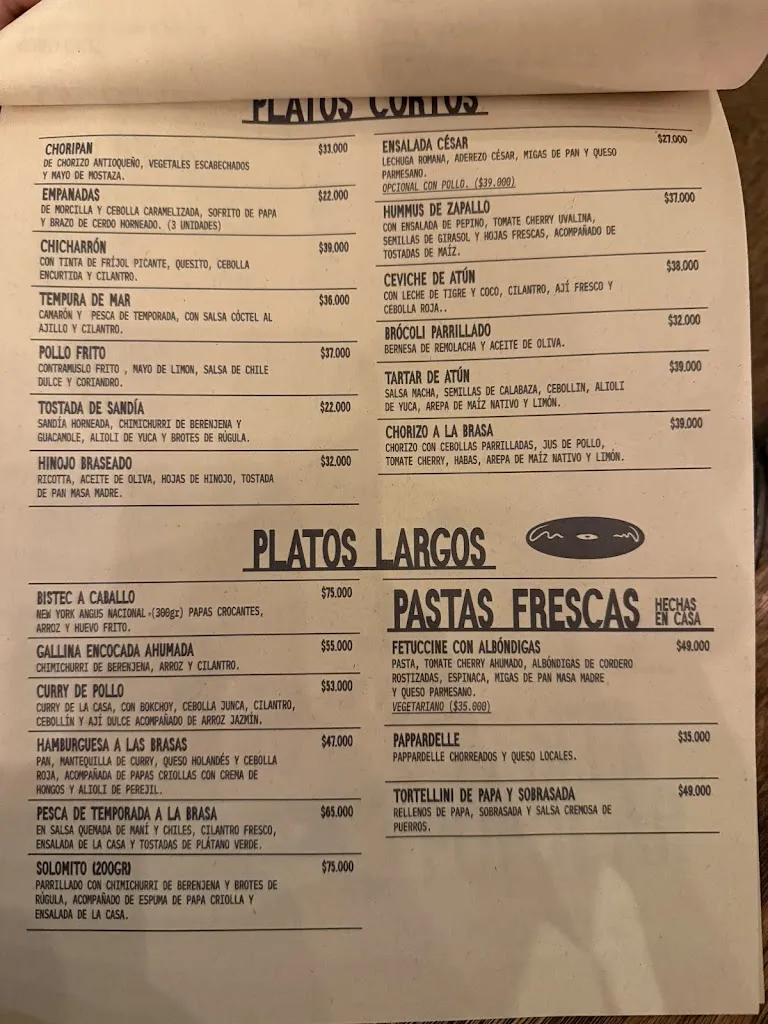 PLATOS CORTOS
CHORIPAN $33.000
DE CHORIZO ANTIOQUEÑO, VEGETALES ESCABECHADOS
Y MAYO DE MOSTAZA.
EMPANADAS $22.000
DE MORCILLA Y CEBOLLA CARAMELIZADA, SOFRITO DE PAPA
Y BRAZO DE CERDO HORNEADO. (3 UNIDADES)
CHICHARRÓN $39.000
CON TINTA DE FRÍJOL PICANTE, QUESITO, CEBOLLA
ENCURTIDA Y CILANTRO.
TEMPURA DE MAR $36.000
CAMARÓN Y PESCA DE TEMPORADA, CON SALSA CÓCTEL AL
AJILLO Y CILANTRO.
POLLO FRITO $37.000
CONTRAMUSLO FRITO , MAYO DE LIMON, SALSA DE CHILE
DULCE Y CORIANDRO.
TOSTADA DE SANDÍA $22.000
SANDÍA HORNEADA, CHIMICHURRI DE BERENJENA Y
GUACAMOLE, ALIOLI DE YUCA Y BROTES DE RÚGULA.
HINOJO BRASEADO $32.000
RICOTTA, ACEITE DE OLIVA, HOJAS DE HINOJO, TOSTADA
DE PAN MASA MADRE.
ENSALADA CÉSAR $27.000
LECHUGA ROMANA, ADEREZO CÉSAR, MIGAS DE PAN Y QUESO
PARMESANO.
OPCIONAL CON POLLO. ($39.000)
HUMMUS DE ZAPALLO $37.000
CON ENSALADA DE PEPINO, TOMATE CHERRY UVALINA,
SEMILLAS DE GIRASOL Y HOJAS FRESCAS, ACOMPAÑADO DE
TOSTADAS DE MAÍZ.
CEVICHE DE ATÚN $38.000
CON LECHE DE TIGRE Y COCO, CILANTRO, AJÍ FRESCO Y
CEBOLLA ROJA..
BRÓCOLI PARRILLADO $32.000
BERNESA DE REMOLACHA Y ACEITE DE OLIVA.
TARTAR DE ATÚN $39.000
SALSA MACHA, SEMILLAS DE CALABAZA, CEBOLLIN, ALIOLI
DE YUCA, AREPA DE MAÍZ NATIVO Y LIMÓN.
CHORIZO A LA BRASA $39.000
CHORIZO CON CEBOLLAS PARRILLADAS, JUS DE POLLO,
TOMATE CHERRY, HABAS, AREPA DE MAÍZ NATIVO Y LIMÓN.
PLATOS LARGOS
BISTEC A CABALLO $75.000
NEW YORK ANGUS NACIONAL (300gr) PAPAS CROCANTES,
ARROZ Y HUEVO FRITO.
GALLINA ENCOCADA AHUMADA $55.000
CHIMICHURRI DE BERENJENA, ARROZ Y CILANTRO.
CURRY DE POLLO $53.000
CURRY DE LA CASA, CON BOKCHOY, CEBOLLA JUNCA, CILANTRO,
CEBOLLÍN Y AJÍ DULCE ACOMPAÑADO DE ARROZ JAZMÍN.
HAMBURGUESA A LAS BRASAS $47.000
PAN, MANTEQUILLA DE CURRY, QUESO HOLANDÉS Y CEBOLLA
ROJA, ACOMPAÑADA DE PAPAS CRIOLLAS CON CREMA DE
HONGOS Y ALIOLI DE PEREJIL.
PESCA DE TEMPORADA A LA BRASA $65.000
EN SALSA QUEMADA DE MANÍ Y CHILES, CILANTRO FRESCO,
ENSALADA DE LA CASA Y TOSTADAS DE PLÁTANO VERDE.
SOLOMITO (200GR) $75.000
PARRILLADO CON CHIMICHURRI DE BERENJENA Y BROTES DE
RÚGULA, ACOMPAÑADO DE ESPUMA DE PAPA CRIOLLA Y
ENSALADA DE LA CASA.
PASTAS FRESCAS HECHAS
EN CASA
FETUCCINE CON ALBÓNDIGAS $49.000
PASTA, TOMATE CHERRY AHUMADO, ALBÓNDIGAS DE CORDERO
ROSTIZADAS, ESPINACA, MIGAS DE PAN MASA MADRE
Y QUESO PARMESANO.
VEGETARIANO ($35.000)
PAPPARDELLE $35.000
PAPPARDELLE CHORREADOS Y QUESO LOCALES.
TORTELLINI DE PAPA Y SOBRASADA $49.000
RELLENOS DE PAPA, SOBRASADA Y SALSA CREMOSA DE
PUERROS.